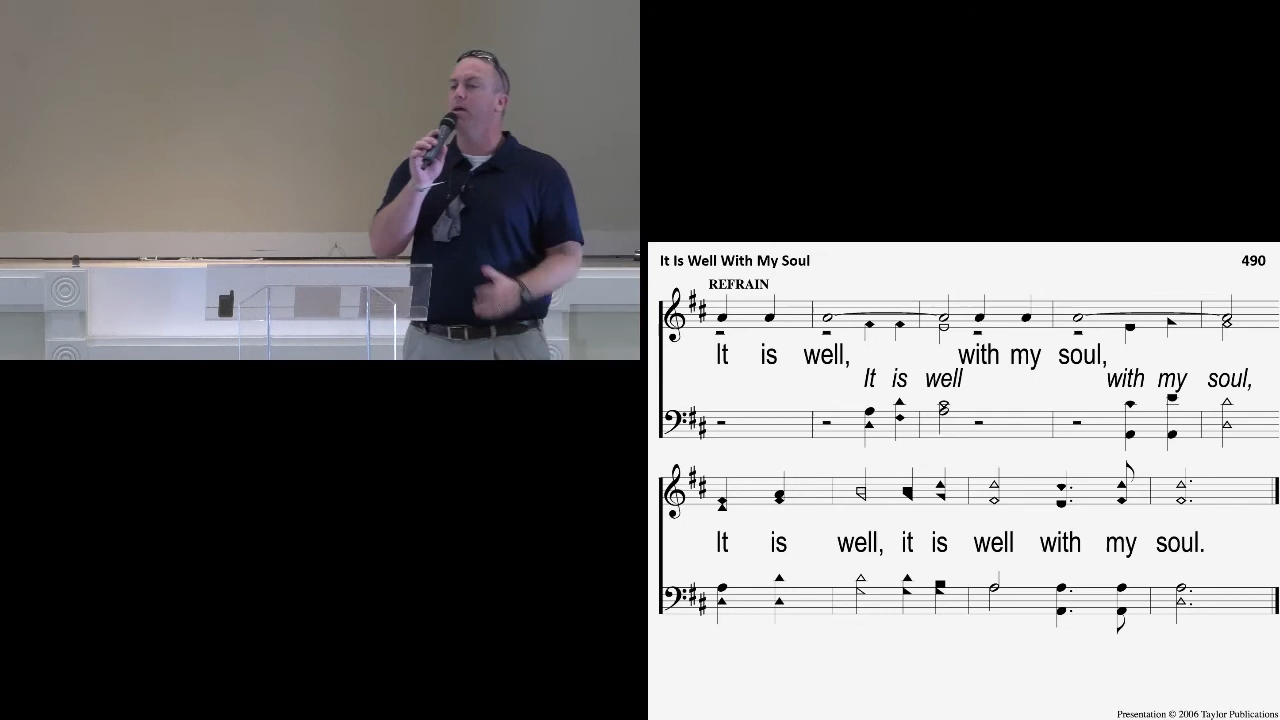 It Is Well With My Soul 490
REFRAIN
It is well, with my soul,
It is well with my soul,
It is well, it is well with my soul.
Presentation © 2006 Taylor Publications